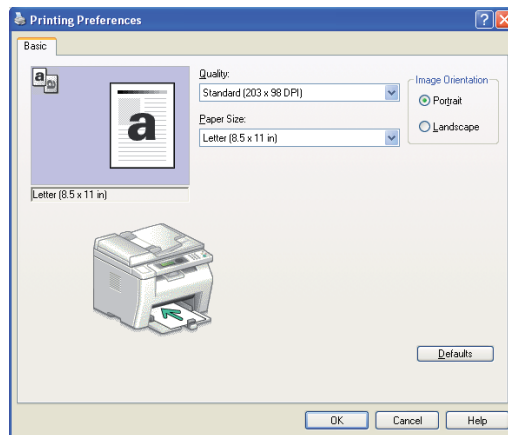 Printing Preferences
Basic
Quality:
Standard (203 x 98 DPI)
Paper Size:
Letter (8.5 x 11 in)
Image Orientation
Portrait
Landscape
a
a
a
Letter (8.5 x 11 in)
Defaults
OK
Cancel
Help